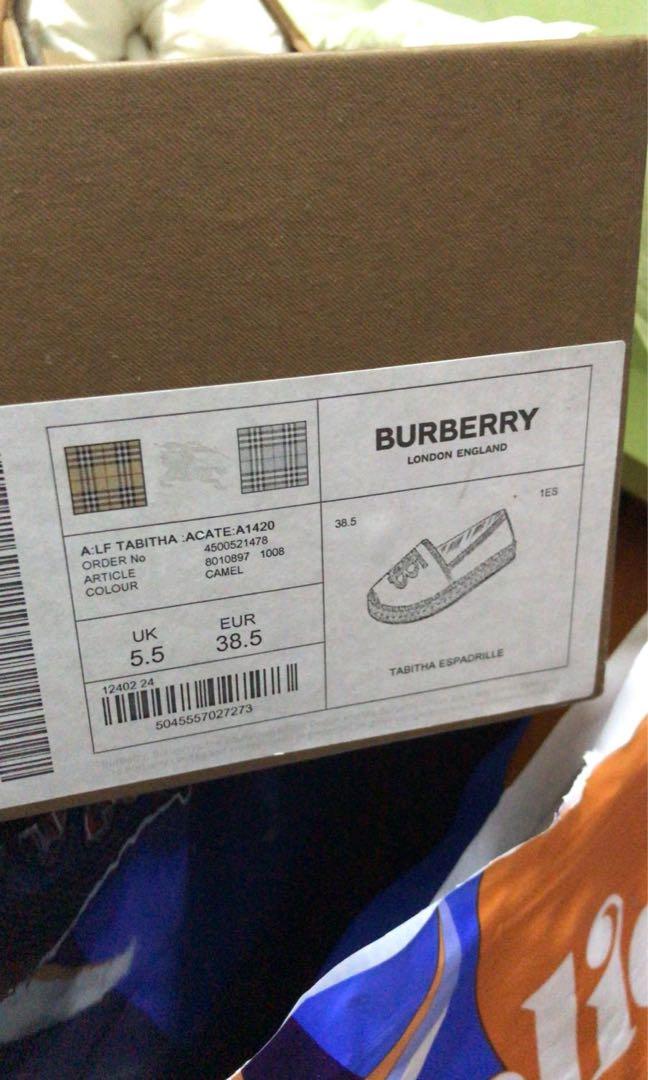 BURBERRY
LONDON ENGLAND
A:LF TABITHA :ACATE:A1420
ORDER No 4500521478
ARTICLE 8010897 1008
COLOUR CAMEL
UK EUR
5.5 38.5
12402 24
5045557027273
38.5 1ES
TABITHA ESPADRILLE